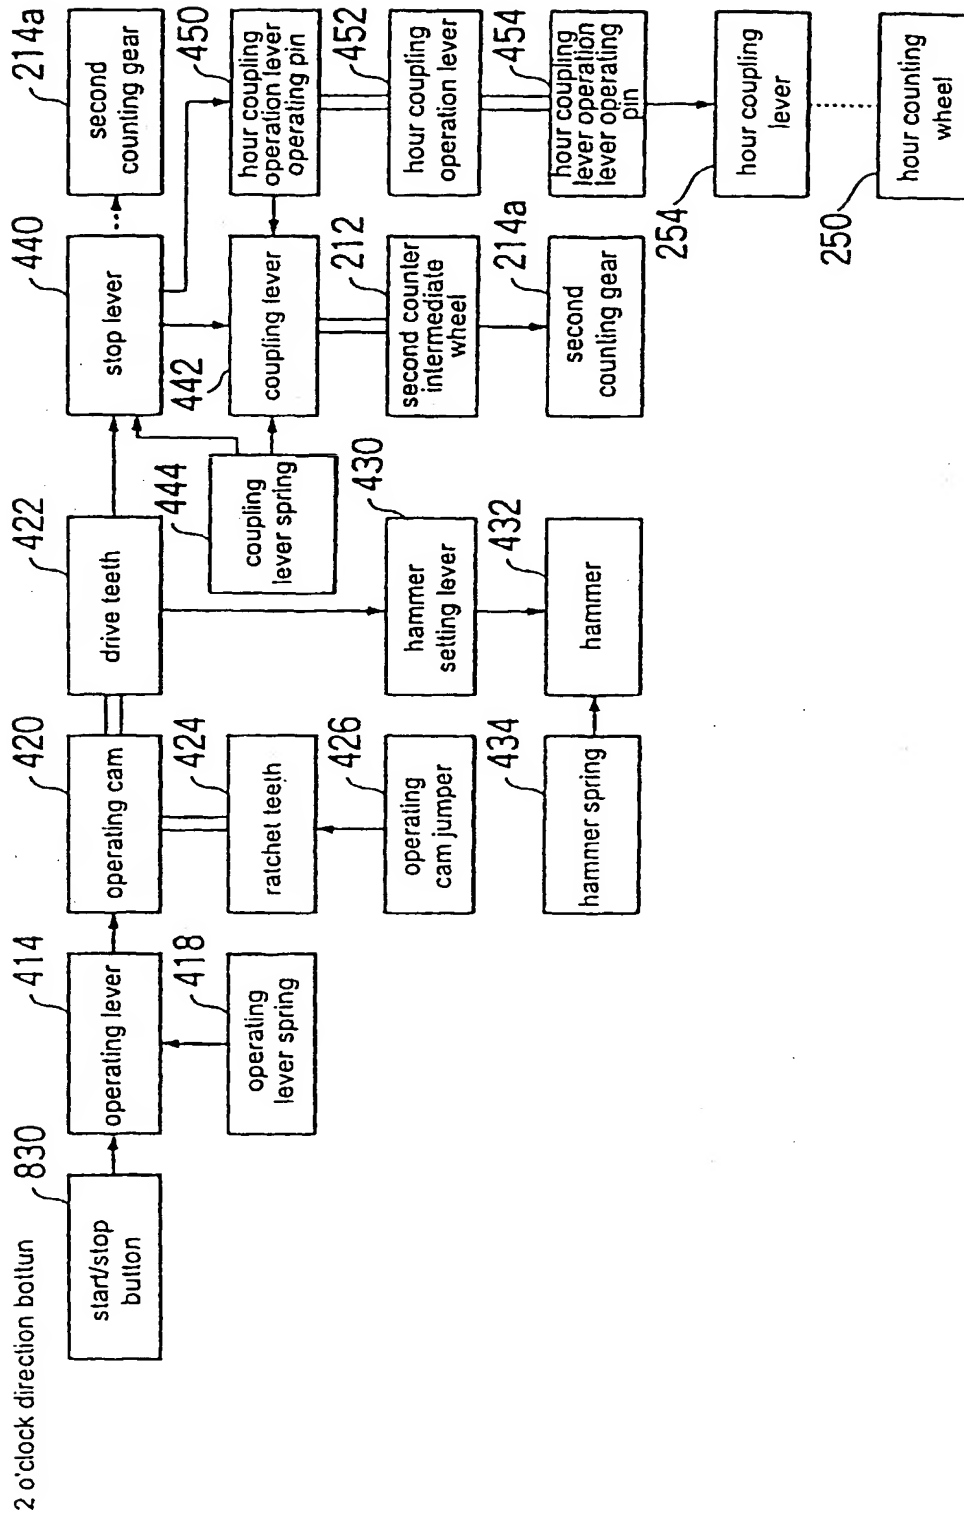 2 o'clock direction bottun
830
start/stop
button
414
operating lever
418
operating
lever spring
420
operating cam
424
ratchet teeth
426
operating
cam jumper
434
hammer spring
422
drive teeth
444
coupling
lever spring
430
hammer
setting lever
432
hammer
440
stop lever
442
coupling lever
212
second counter
intermediate
wheel
214a
second
counting gear
214a
second
counting gear
450
hour coupling
operation lever
operating pin
452
hour coupling
operation lever
454
hour coupling
lever operation
lever operating
pin
254
hour coupling
lever
250
hour counting
wheel